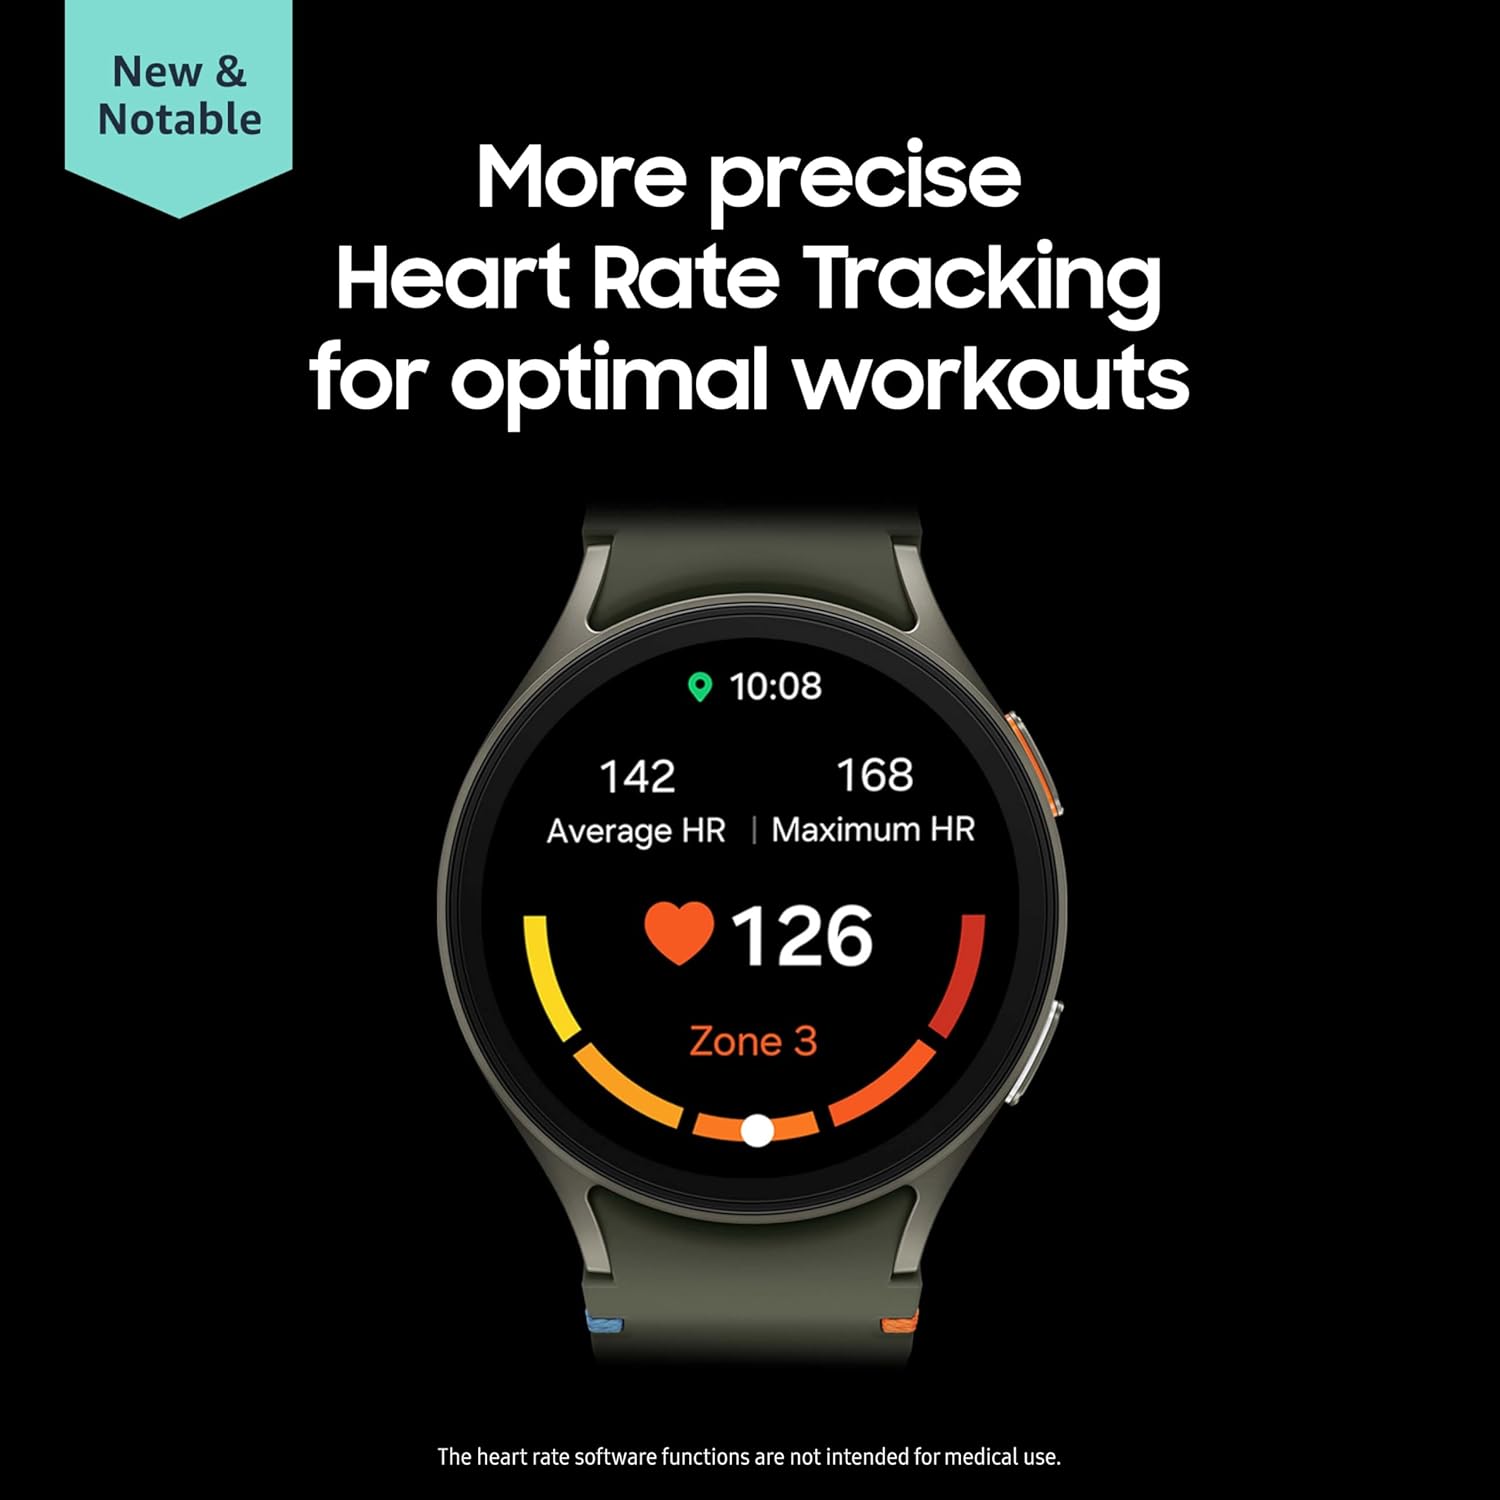 New &
Notable
More precise
Heart Rate Tracking
for optimal workouts
10:08
142
168
Average HR | Maximum HR
126
Zone 3
The heart rate software functions are not intended for medical use.